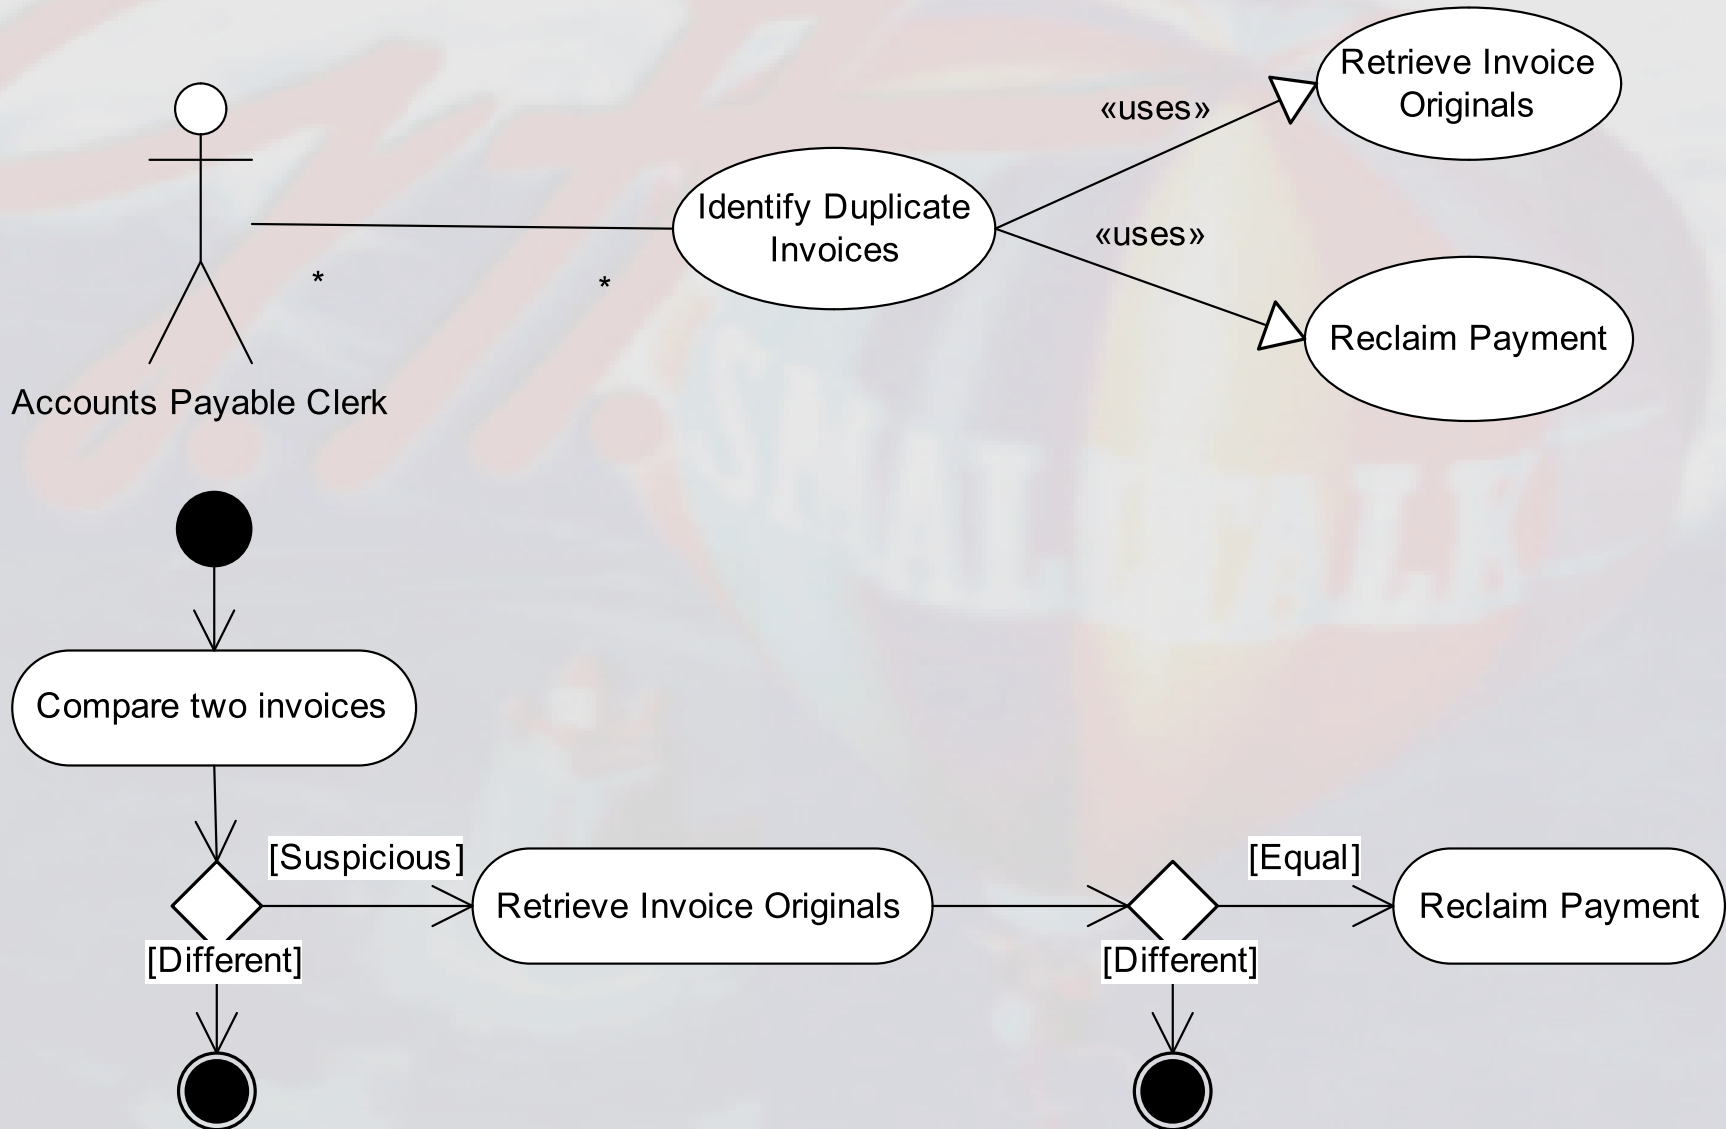 Retrieve Invoice
Originals
«uses»
Identify Duplicate
Invoices
«uses»
*
*
Reclaim Payment
Accounts Payable Clerk
SMALLTALK
Compare two invoices
[Suspicious]
[Equal]
Retrieve Invoice Originals
Reclaim Payment
[Different]
[Different]